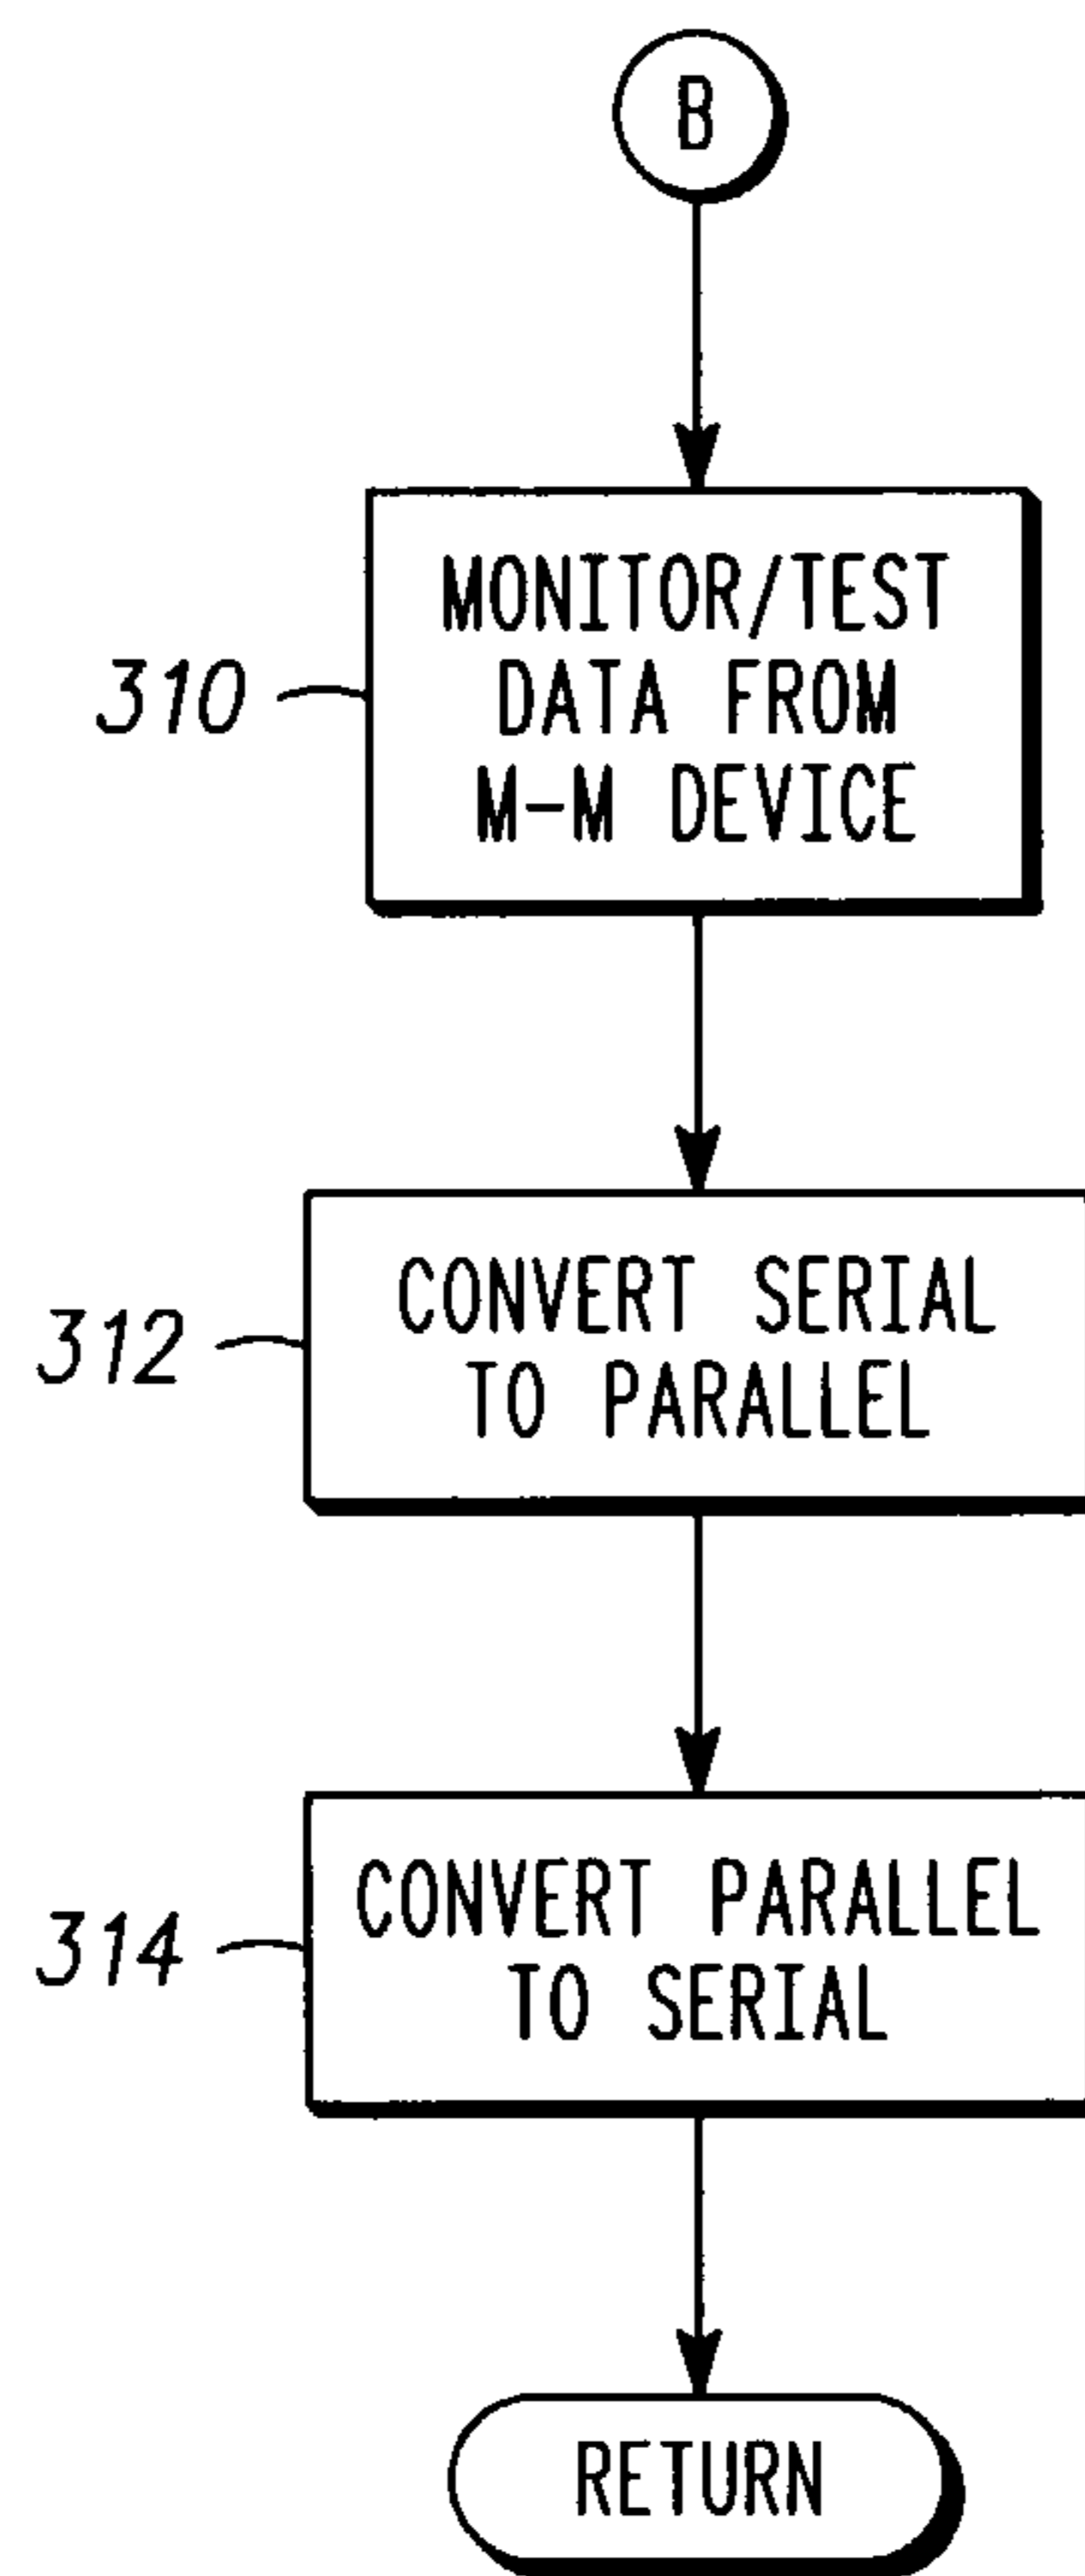 B
MONITOR/TEST
310
DATA FROM
M-M DEVICE
312
CONVERT SERIAL
TO PARALLEL
314
CONVERT PARALLEL
TO SERIAL
RETURN